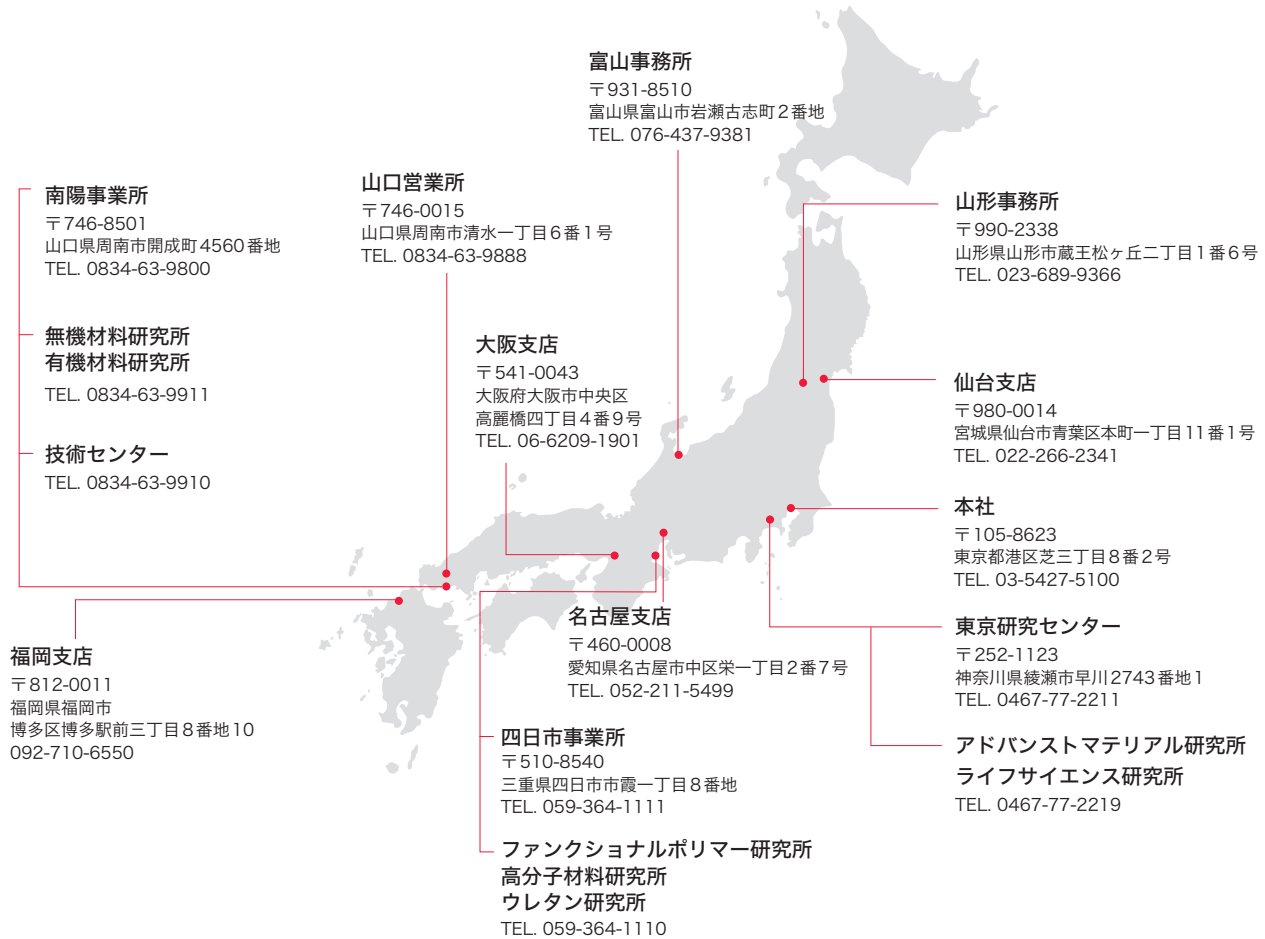 富山事務所
〒931-8510
富山県富山市岩瀬古志町2番地
TEL. 076-437-9381
南陽事業所
〒746-8501
山口県周南市開成町4560番地
TEL. 0834-63-9800
無機材料研究所
有機材料研究所
TEL. 0834-63-9911
技術センター
TEL. 0834-63-9910
山口営業所
〒746-0015
山口県周南市清水一丁目6番1号
TEL. 0834-63-9888
大阪支店
〒541-0043
大阪府大阪市中央区
高麗橋四丁目4番9号
TEL. 06-6209-1901
山形事務所
〒990-2338
山形県山形市蔵王松ヶ丘二丁目1番6号
TEL. 023-689-9366
仙台支店
〒980-0014
宮城県仙台市青葉区本町一丁目11番1号
TEL. 022-266-2341
本社
〒105-8623
東京都港区芝三丁目8番2号
TEL. 03-5427-5100
東京研究センター
〒252-1123
神奈川県綾瀬市早川2743番地1
TEL. 0467-77-2211
アドバンストマテリアル研究所
ライフサイエンス研究所
TEL. 0467-77-2219
福岡支店
〒812-0011
福岡県福岡市
博多区博多駅前三丁目8番地10
092-710-6550
名古屋支店
〒460-0008
愛知県名古屋市中区栄一丁目2番7号
TEL. 052-211-5499
四日市事業所
〒510-8540
三重県四日市市霞一丁目8番地
TEL. 059-364-1111
ファンクショナルポリマー研究所
高分子材料研究所
ウレタン研究所
TEL. 059-364-1110